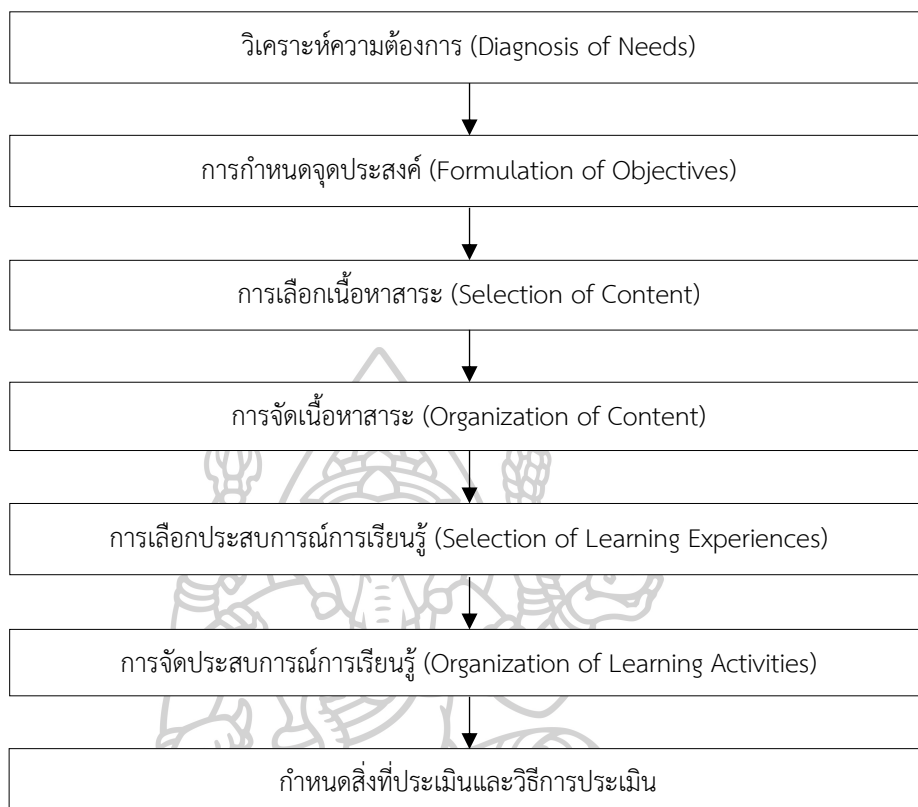 วิเคราะห์ความต้องการ (Diagnosis of Needs)
การกำหนดจุดประสงค์ (Formulation of Objectives)
การเลือกเนื้อหาสาระ (Selection of Content)
การจัดเนื้อหาสาระ (Organization of Content)
การเลือกประสบการณ์การเรียนรู้ (Selection of Learning Experiences)
การจัดประสบการณ์การเรียนรู้ (Organization of Learning Activities)
กำหนดสิ่งที่ประเมินและวิธีการประเมิน